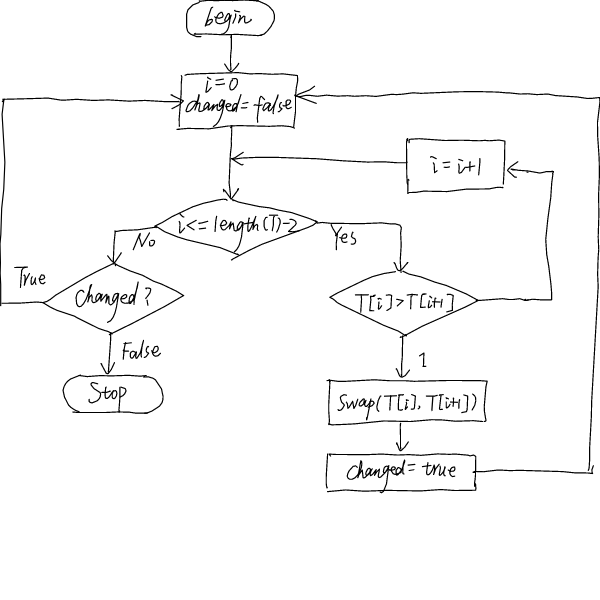 begin
i=0
changed=false
i=i+1
i<=length(T)-2
No
Yes
True
changed?
T[i]>T[i+1]
False
1
Stop
Swap(T[i], T[i+1])
changed=true